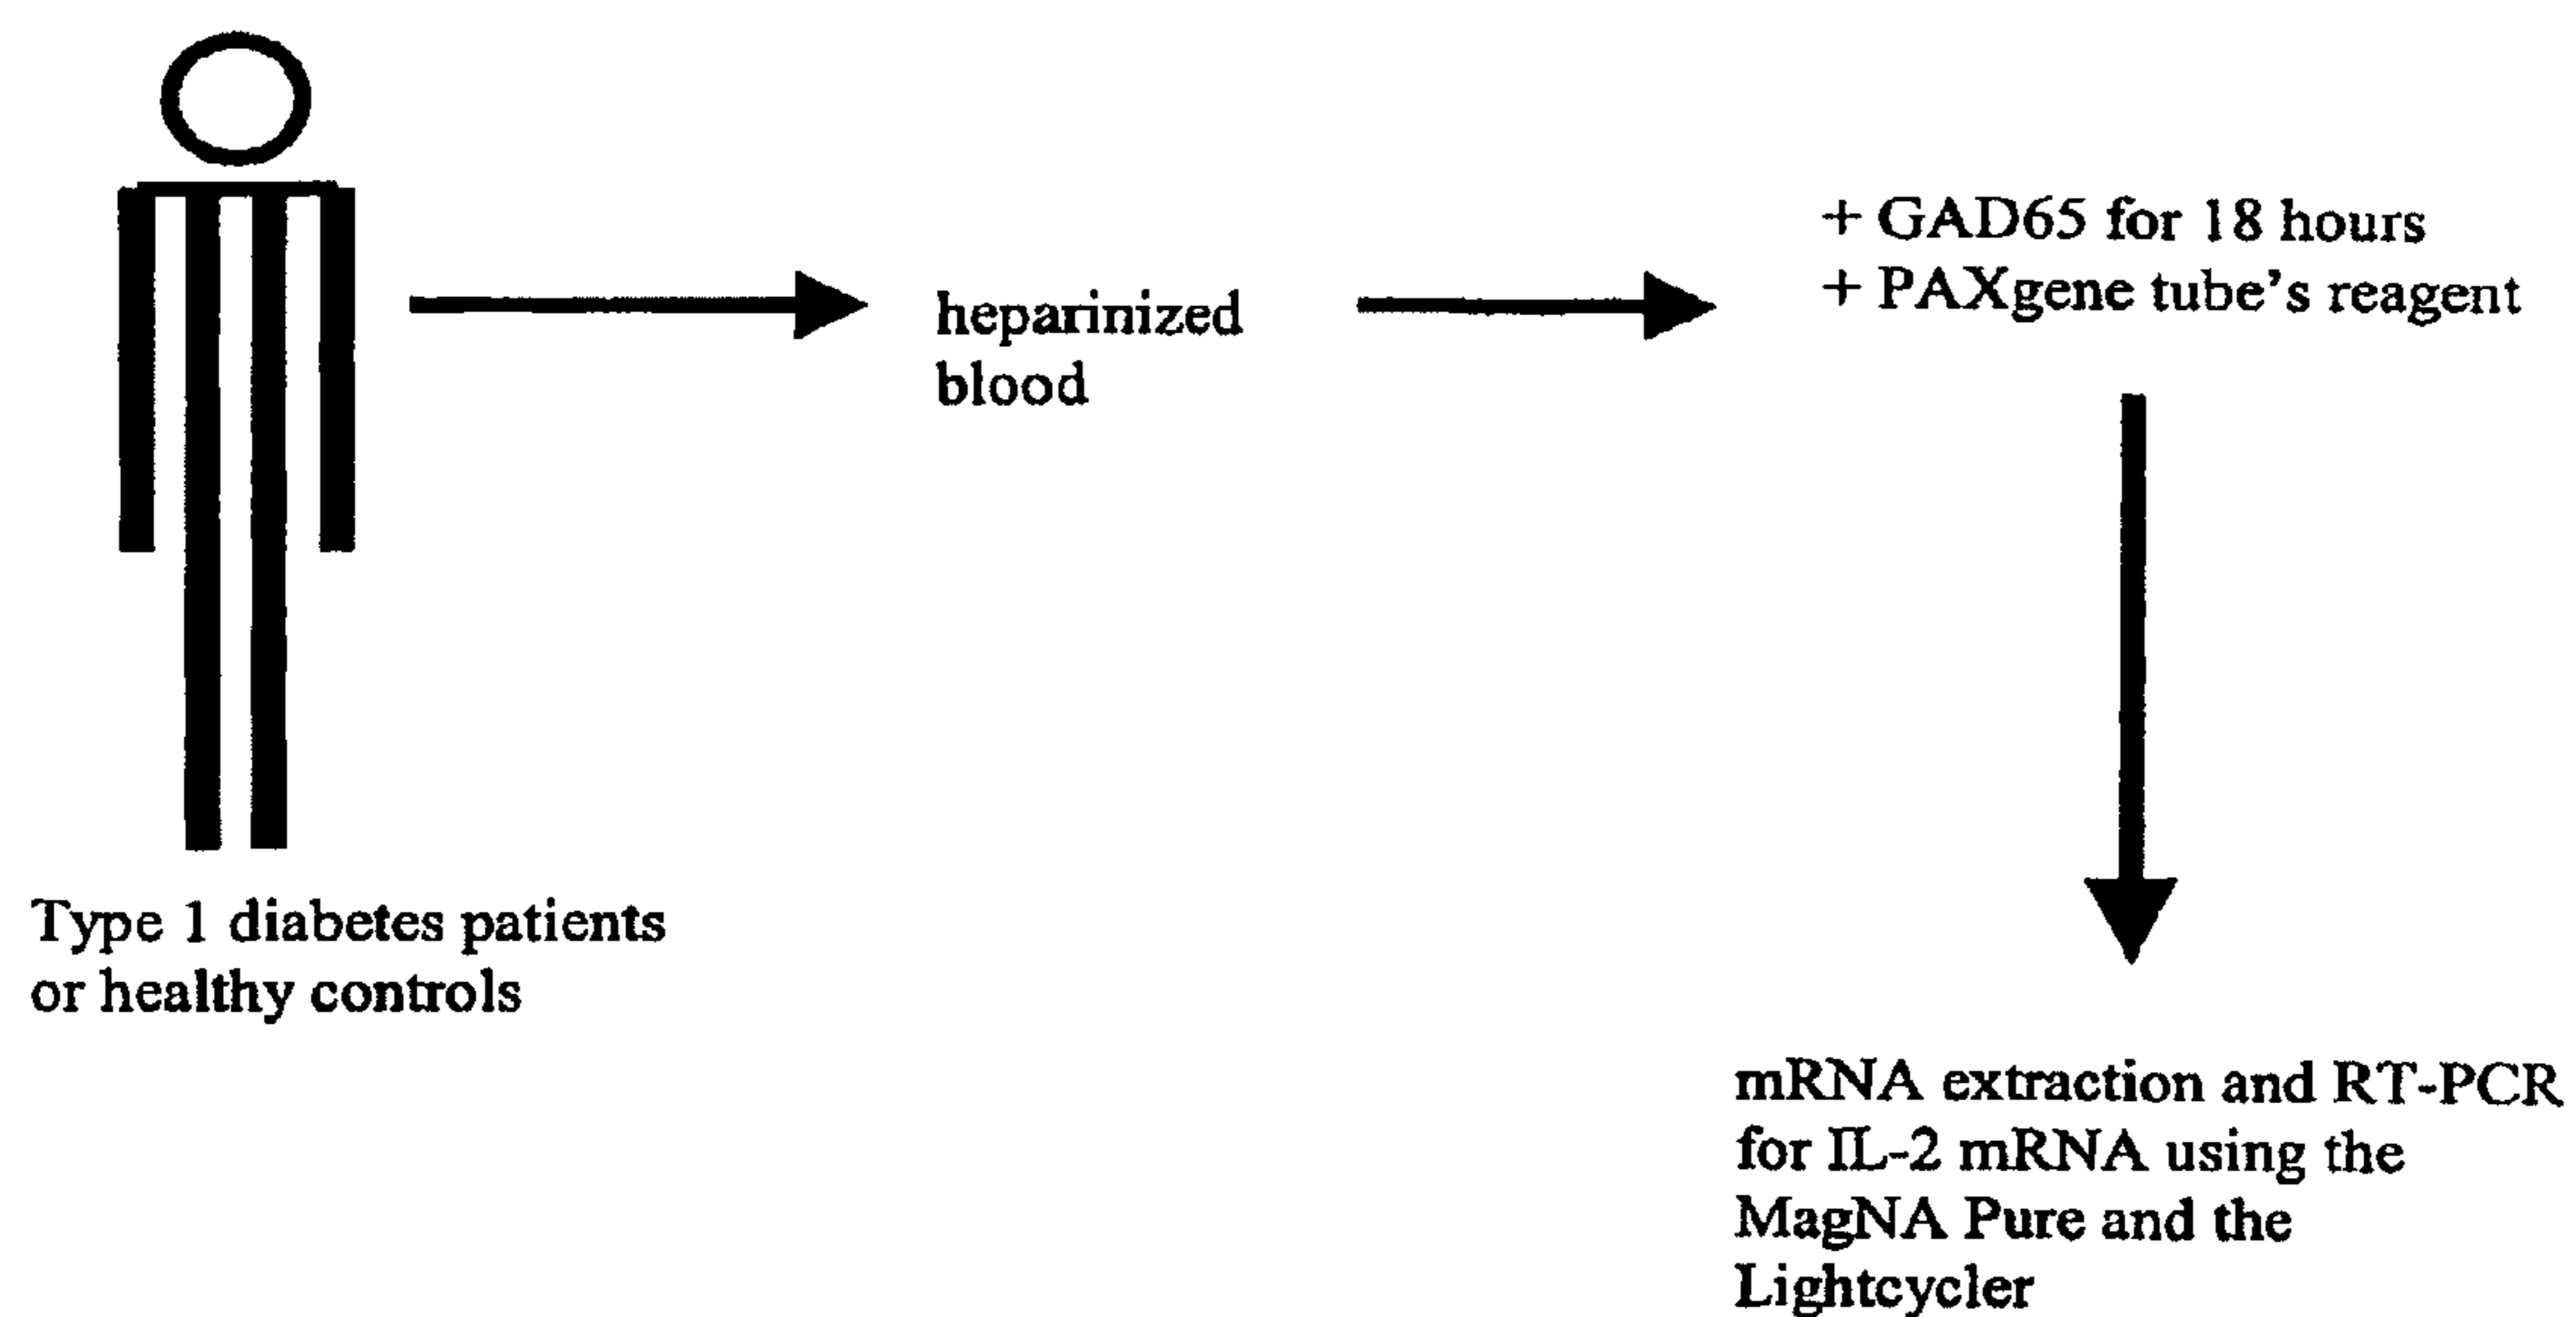 + GAD65 for 18 hours
+ PAXgene tube's reagent
heparinized
blood
Type 1 diabetes patients
or healthy controls
mRNA extraction and RT-PCR
for IL-2 mRNA using the
MagNA Pure and the
Lightcycler